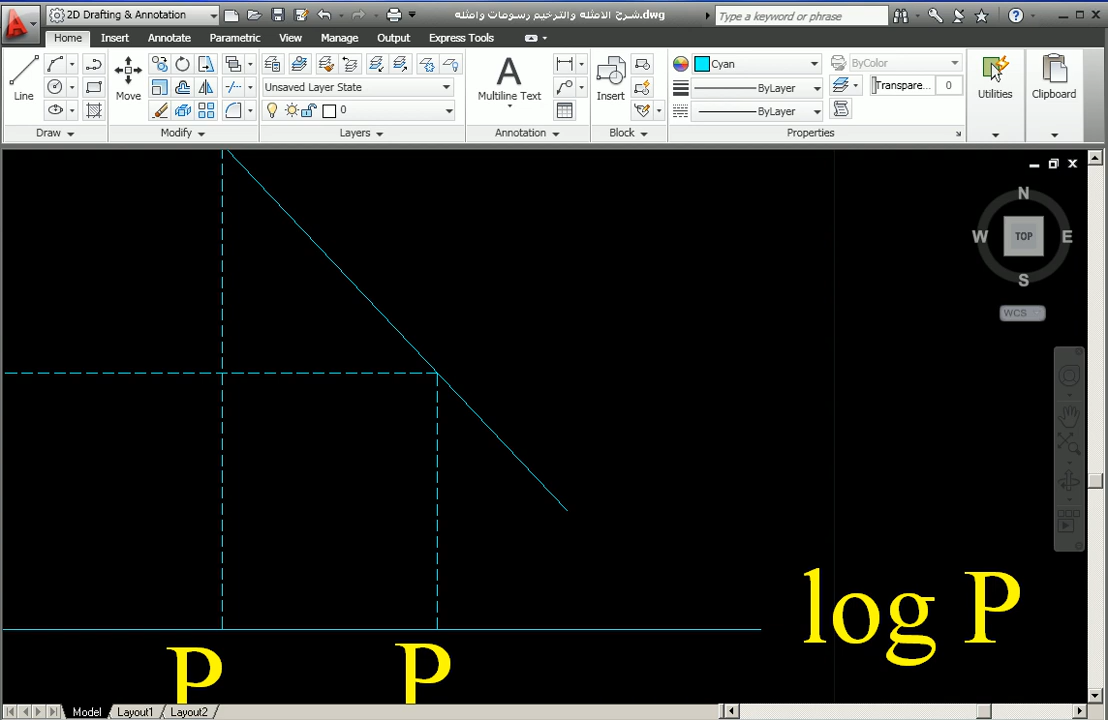 2D Drafting & Annotation
شرح الامثله والترخيم رسومات وامثله.dwg
Type a keyword or phrase
Home Insert Annotate Parametric View Manage Output Express Tools
Line
Move
Unsaved Layer State
0
Multiline Text
Insert
Cyan
ByLayer
ByLayer
ByColor
Transpare... 0
Utilities
Clipboard
Draw Modify Layers Annotation Block Properties
N
W TOP E
S
WCS
log P
P P
Model Layout1 Layout2